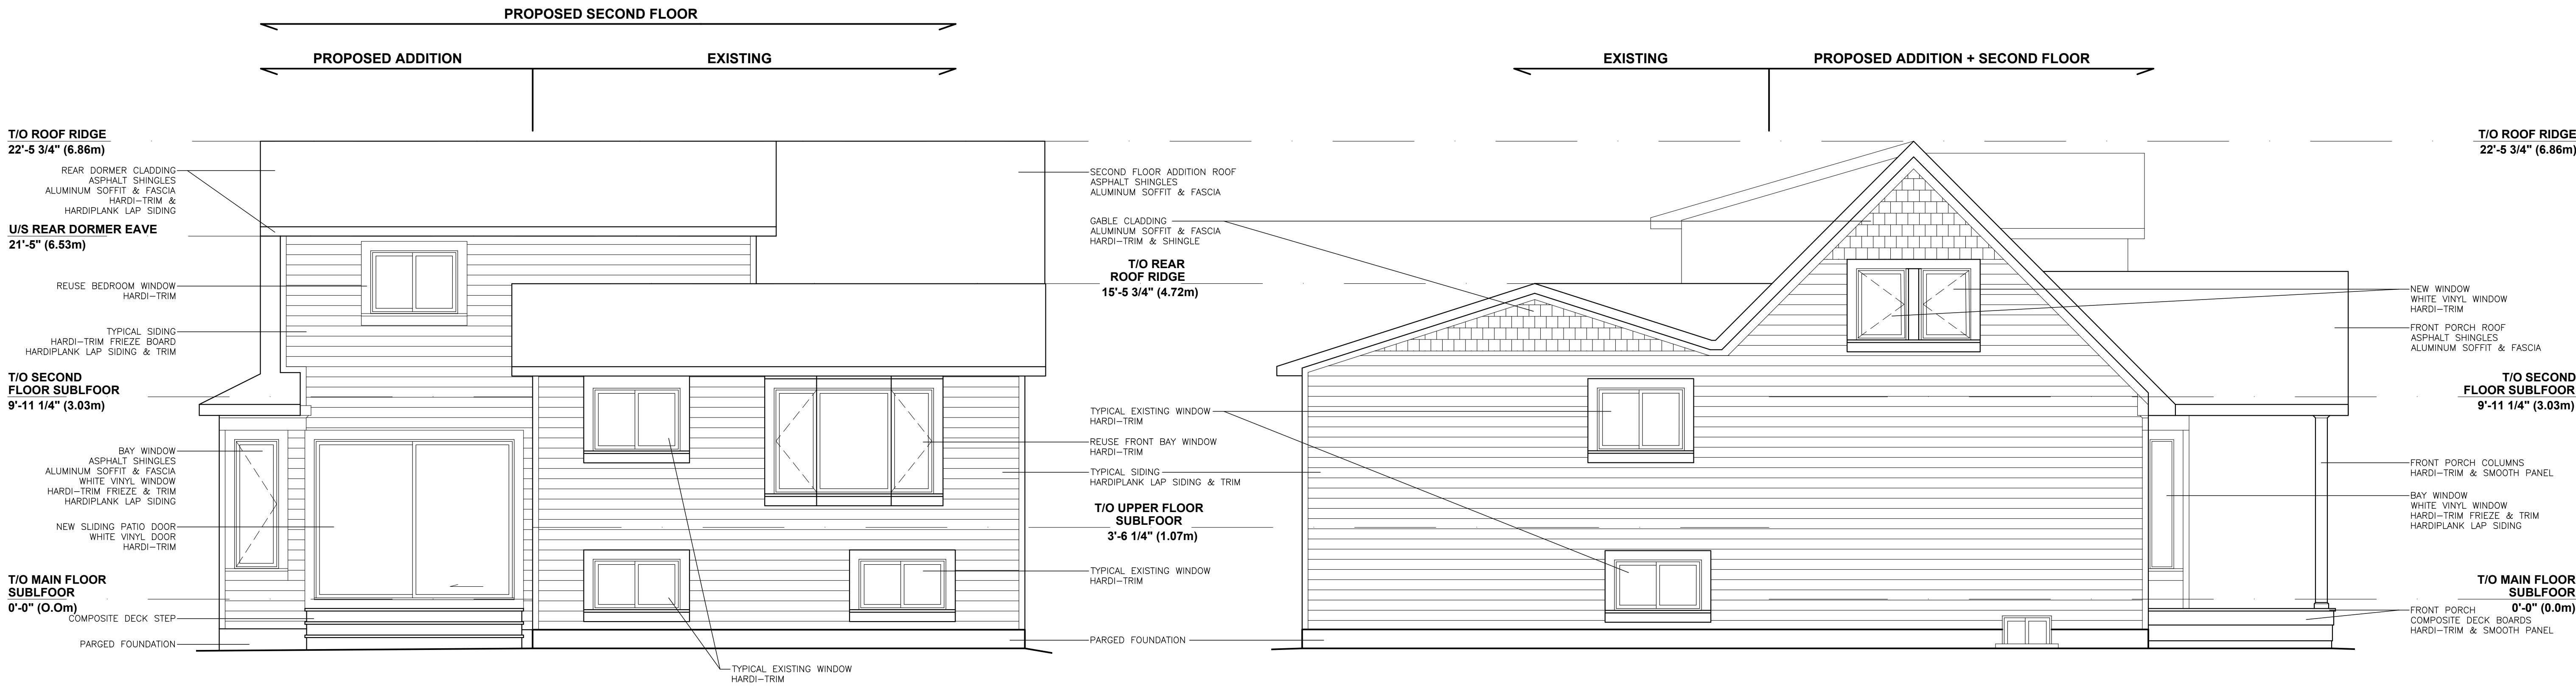 PROPOSED SECOND FLOOR
PROPOSED ADDITION
EXISTING
EXISTING
PROPOSED ADDITION + SECOND FLOOR
T/O ROOF RIDGE
22'-5 3/4" (6.86m)
REAR DORMER CLADDING
ASPHALT SHINGLES
ALUMINUM SOFFIT & FASCIA
HARDI-TRIM &
HARDIPLANK LAP SIDING
U/S REAR DORMER EAVE
21'-5" (6.53m)
REUSE BEDROOM WINDOW
HARDI-TRIM
TYPICAL SIDING
HARDI-TRIM FRIEZE BOARD
HARDIPLANK LAP SIDING & TRIM
T/O SECOND
FLOOR SUBLFOOR
9'-11 1/4" (3.03m)
BAY WINDOW
ASPHALT SHINGLES
ALUMINUM SOFFIT & FASCIA
WHITE VINYL WINDOW
HARDI-TRIM FRIEZE & TRIM
HARDIPLANK LAP SIDING
NEW SLIDING PATIO DOOR
WHITE VINYL DOOR
HARDI-TRIM
T/O MAIN FLOOR
SUBLFOOR
0'-0" (O.Om)
COMPOSITE DECK STEP
PARGED FOUNDATION
TYPICAL EXISTING WINDOW
HARDI-TRIM
SECOND FLOOR ADDITION ROOF
ASPHALT SHINGLES
ALUMINUM SOFFIT & FASCIA
GABLE CLADDING
ALUMINUM SOFFIT & FASCIA
HARDI-TRIM & SHINGLE
T/O REAR
ROOF RIDGE
15'-5 3/4" (4.72m)
TYPICAL EXISTING WINDOW
HARDI-TRIM
REUSE FRONT BAY WINDOW
HARDI-TRIM
TYPICAL SIDING
HARDIPLANK LAP SIDING & TRIM
T/O UPPER FLOOR
SUBLFOOR
3'-6 1/4" (1.07m)
TYPICAL EXISTING WINDOW
HARDI-TRIM
PARGED FOUNDATION
T/O ROOF RIDGE
22'-5 3/4" (6.86m)
NEW WINDOW
WHITE VINYL WINDOW
HARDI-TRIM
FRONT PORCH ROOF
ASPHALT SHINGLES
ALUMINUM SOFFIT & FASCIA
T/O SECOND
FLOOR SUBLFOOR
9'-11 1/4" (3.03m)
FRONT PORCH COLUMNS
HARDI-TRIM & SMOOTH PANEL
BAY WINDOW
WHITE VINYL WINDOW
HARDI-TRIM FRIEZE & TRIM
HARDIPLANK LAP SIDING
T/O MAIN FLOOR
SUBLFOOR
0'-0" (0.0m)
FRONT PORCH
COMPOSITE DECK BOARDS
HARDI-TRIM & SMOOTH PANEL